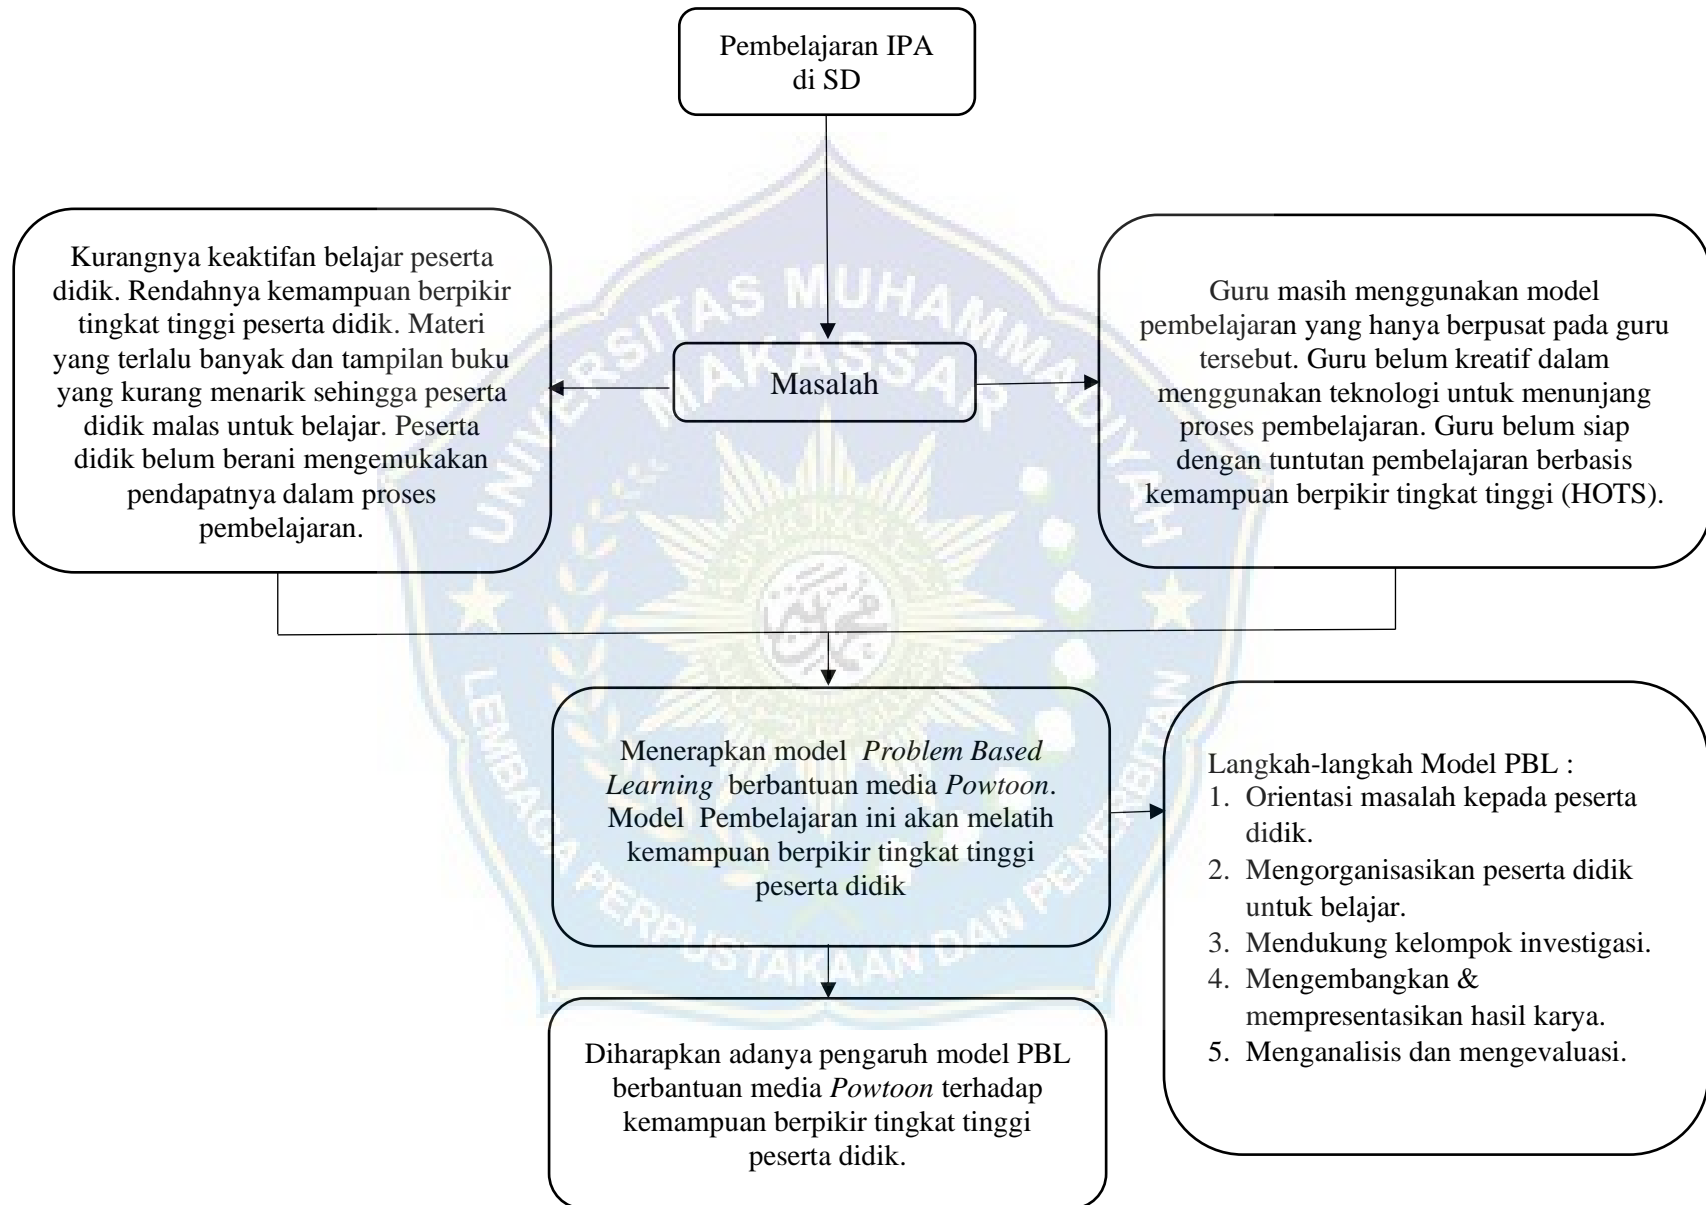 Pembelajaran IPA
di SD
Kurangnya keaktifan belajar peserta
didik. Rendahnya kemampuan berpikir
tingkat tinggi peserta didik. Materi
yang terlalu banyak dan tampilan buku
yang kurang menarik sehingga peserta
didik malas untuk belajar. Peserta
didik belum berani mengemukakan
pendapatnya dalam proses
pembelajaran.
Masalah
Guru masih menggunakan model
pembelajaran yang hanya berpusat pada guru
tersebut. Guru belum kreatif dalam
menggunakan teknologi untuk menunjang
proses pembelajaran. Guru belum siap
dengan tuntutan pembelajaran berbasis
kemampuan berpikir tingkat tinggi (HOTS).
Menerapkan model Problem Based
Learning berbantuan media Powtoon.
Model Pembelajaran ini akan melatih
kemampuan berpikir tingkat tinggi
peserta didik
Langkah-langkah Model PBL :
1. Orientasi masalah kepada peserta
didik.
2. Mengorganisasikan peserta didik
untuk belajar.
3. Mendukung kelompok investigasi.
4. Mengembangkan &
mempresentasikan hasil karya.
5. Menganalisis dan mengevaluasi.
Diharapkan adanya pengaruh model PBL
berbantuan media Powtoon terhadap
kemampuan berpikir tingkat tinggi
peserta didik.
UNIVERSITAS MUHAMMADIYAH
MAKASSAR
LEMBAGA PERPUSTAKAAN DAN PENERBITAN